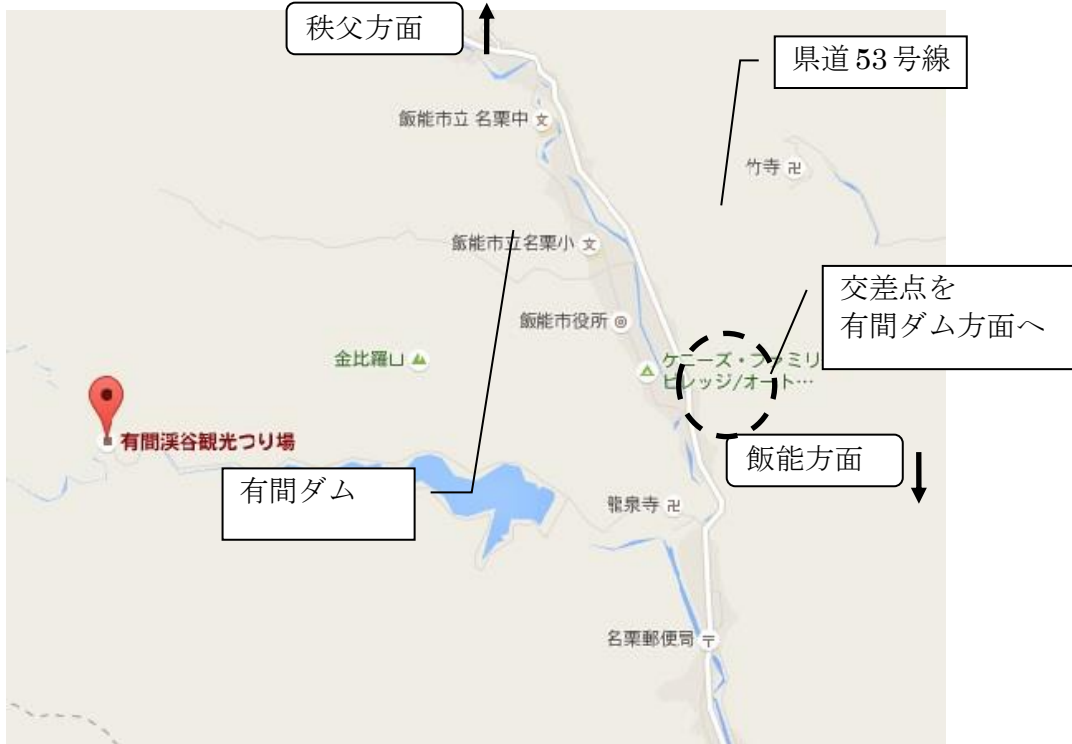 秩父方面
県道53号線
飯能市立 名栗中
文
竹寺 卍
飯能市立名栗小
文
交差点を
有間ダム方面へ
飯能市役所
金比羅山
ケニーズ・ファミリ
ビレッジ/オート…
有間渓谷観光つり場
飯能方面
有間ダム
龍泉寺 卍
名栗郵便局 〒